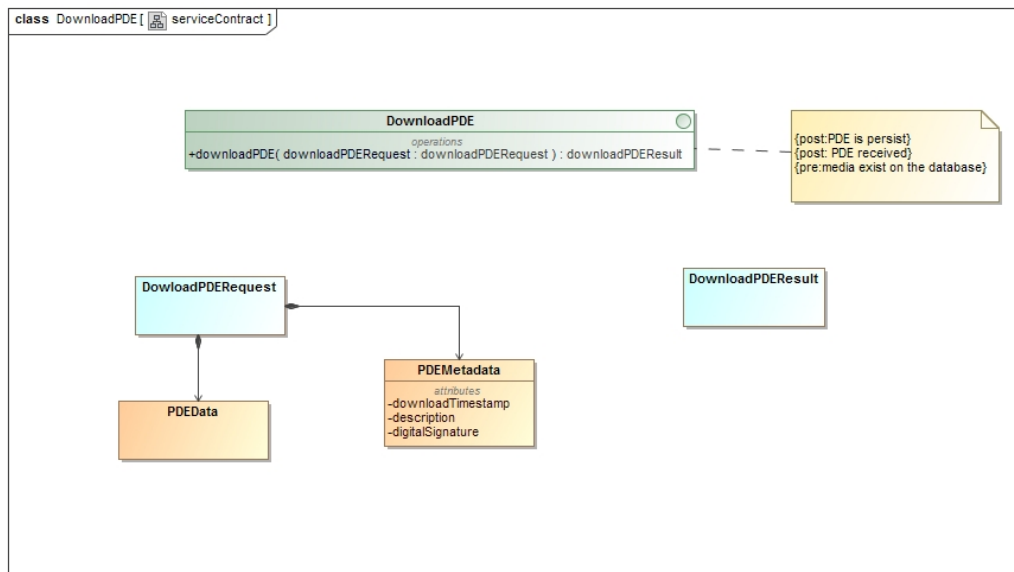 class DownloadPDE [ serviceContract ]
DownloadPDE
operations
+downloadPDE( downloadPDERequest : downloadPDERequest ) : downloadPDEResult
{post:PDE is persist}
{post: PDE received}
{pre:media exist on the database}
DowloadPDERequest
DownloadPDEResult
PDEMetadata
attributes
-downloadTimestamp
-description
-digitalSignature
PDEData